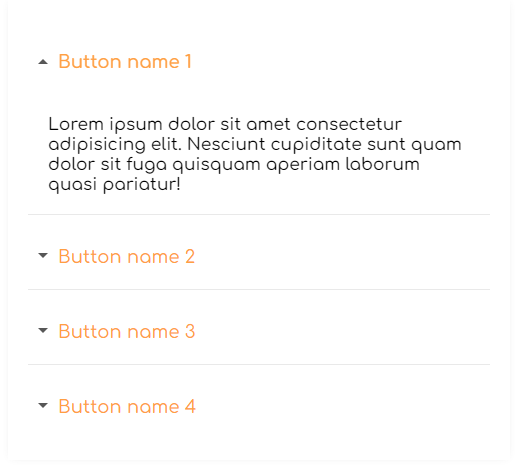 Button name 1
Lorem ipsum dolor sit amet consectetur
adipisicing elit. Nesciunt cupiditate sunt quam
dolor sit fuga quisquam aperiam laborum
quasi pariatur!
Button name 2
Button name 3
Button name 4